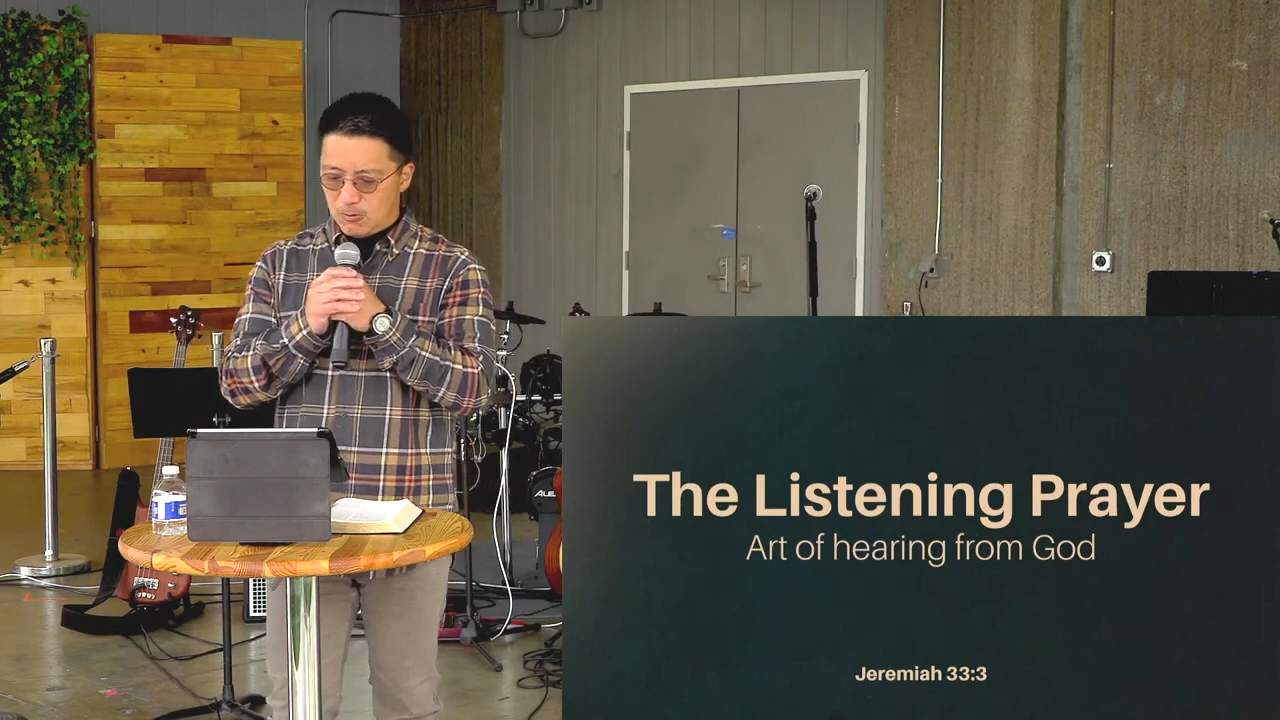 The Listening Prayer
Art of hearing from God
Jeremiah 33:3